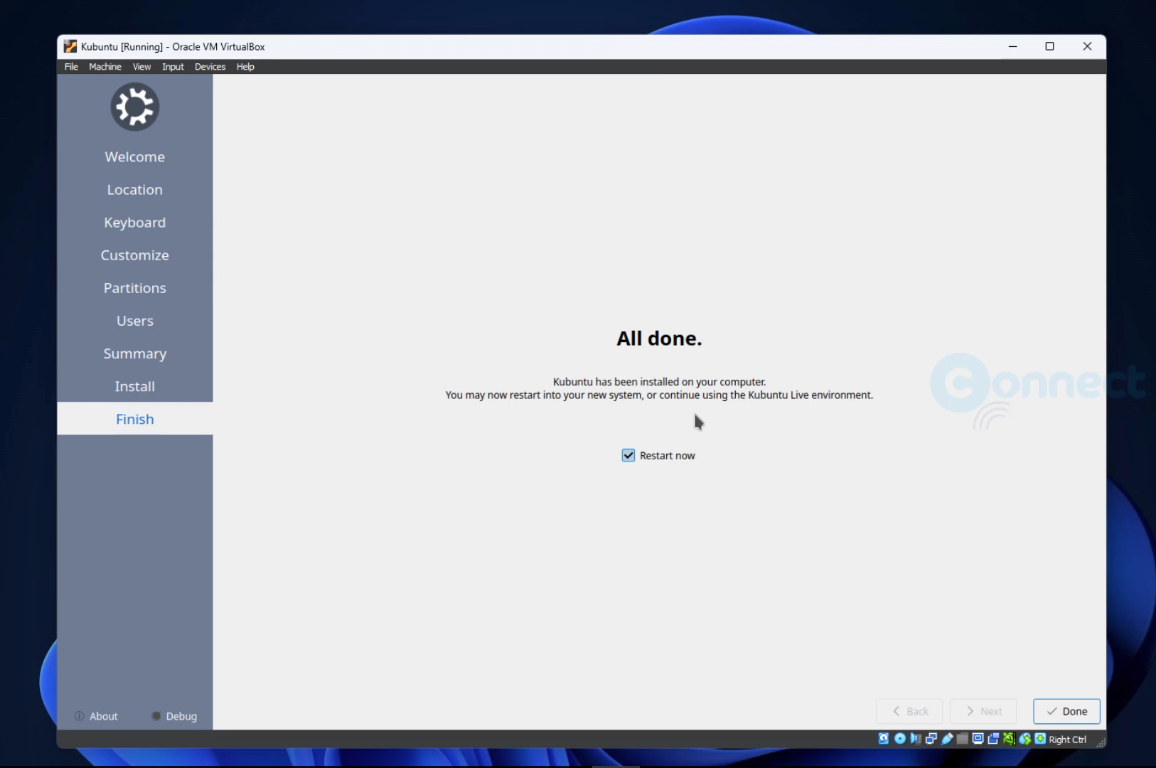 Kubuntu [Running] - Oracle VM VirtualBox
File Machine View Input Devices Help
Welcome
Location
Keyboard
Customize
Partitions
Users
Summary
Install
Finish
All done.
Kubuntu has been installed on your computer.
You may now restart into your new system, or continue using the Kubuntu Live environment.
Restart now
Connect
About Debug
Back Next Done
Right Ctrl